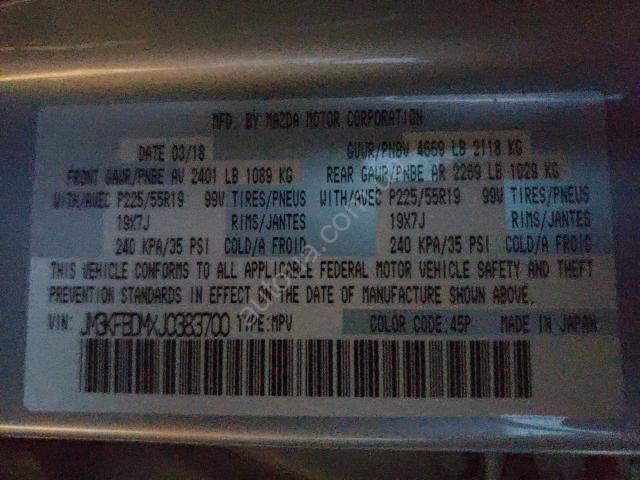 MFD. BY MAZDA MOTOR CORPORATION
DATE 03/18 GVWR/PNBV 4669 LB 2118 KG
FRONT GAWR/PNBE AV 2401 LB 1089 KG REAR GAWR/PNBE AR 2269 LB 1029 KG
WITH/AVEC P225/55R19 99V TIRES/PNEUS WITH/AVEC P225/55R19 99V TIRES/PNEUS
19X7J RIMS/JANTES 19X7J RIMS/JANTES
240 KPA/35 PSI COLD/A FROID 240 KPA/35 PSI COLD/A FROID
THIS VEHICLE CONFORMS TO ALL APPLICABLE FEDERAL MOTOR VEHICLE SAFETY AND THEFT
PREVENTION STANDARDS IN EFFECT ON THE DATE OF MANUFACTURE SHOWN ABOVE.
VIN: JM3KFBDMXJ0383700 TYPE:MPV COLOR CODE:45P MADE IN JAPAN